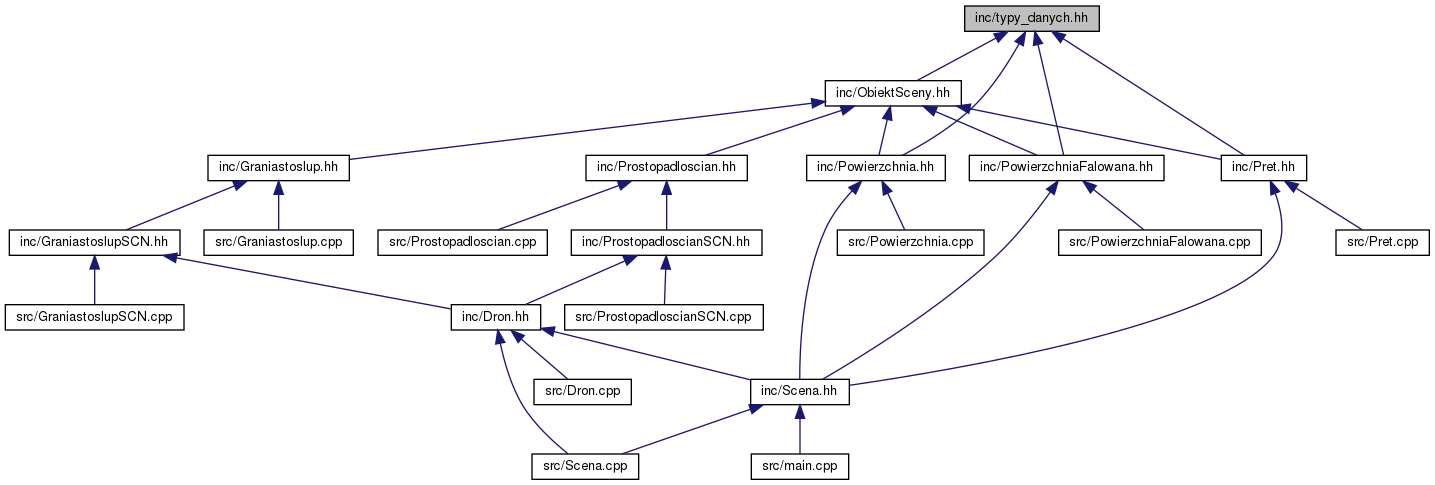 inc/typy_danych.hh
inc/ObiektSceny.hh
inc/Graniastoslup.hh
inc/Prostopadloscian.hh
inc/Powierzchnia.hh
inc/PowierzchniaFalowana.hh
inc/Pret.hh
inc/GraniastoslupSCN.hh
src/Graniastoslup.cpp
src/Prostopadloscian.cpp
inc/ProstopadloscianSCN.hh
src/Powierzchnia.cpp
src/PowierzchniaFalowana.cpp
src/Pret.cpp
src/GraniastoslupSCN.cpp
inc/Dron.hh
src/ProstopadloscianSCN.cpp
src/Dron.cpp
inc/Scena.hh
src/Scena.cpp
src/main.cpp